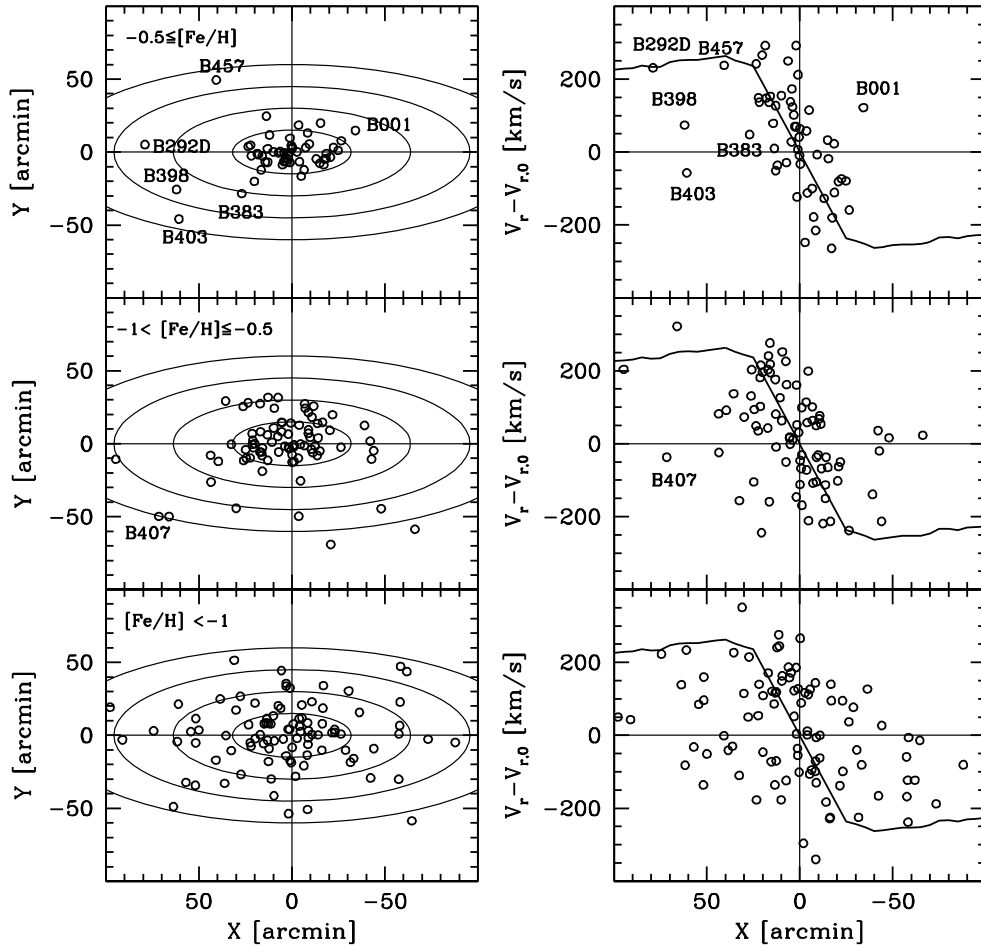 -0.5≤[Fe/H]
B457
B001
B292D
B398
B383
B403
50
0
-50
Y [arcmin]
B292D
B457
B001
B398
B383
B403
200
0
-200
V_r-V_r,0 [km/s]
-1< [Fe/H]≤-0.5
B407
50
0
-50
Y [arcmin]
B407
200
0
-200
V_r-V_r,0 [km/s]
[Fe/H] <-1
50
0
-50
Y [arcmin]
50
0
-50
X [arcmin]
200
0
-200
V_r-V_r,0 [km/s]
50
0
-50
X [arcmin]